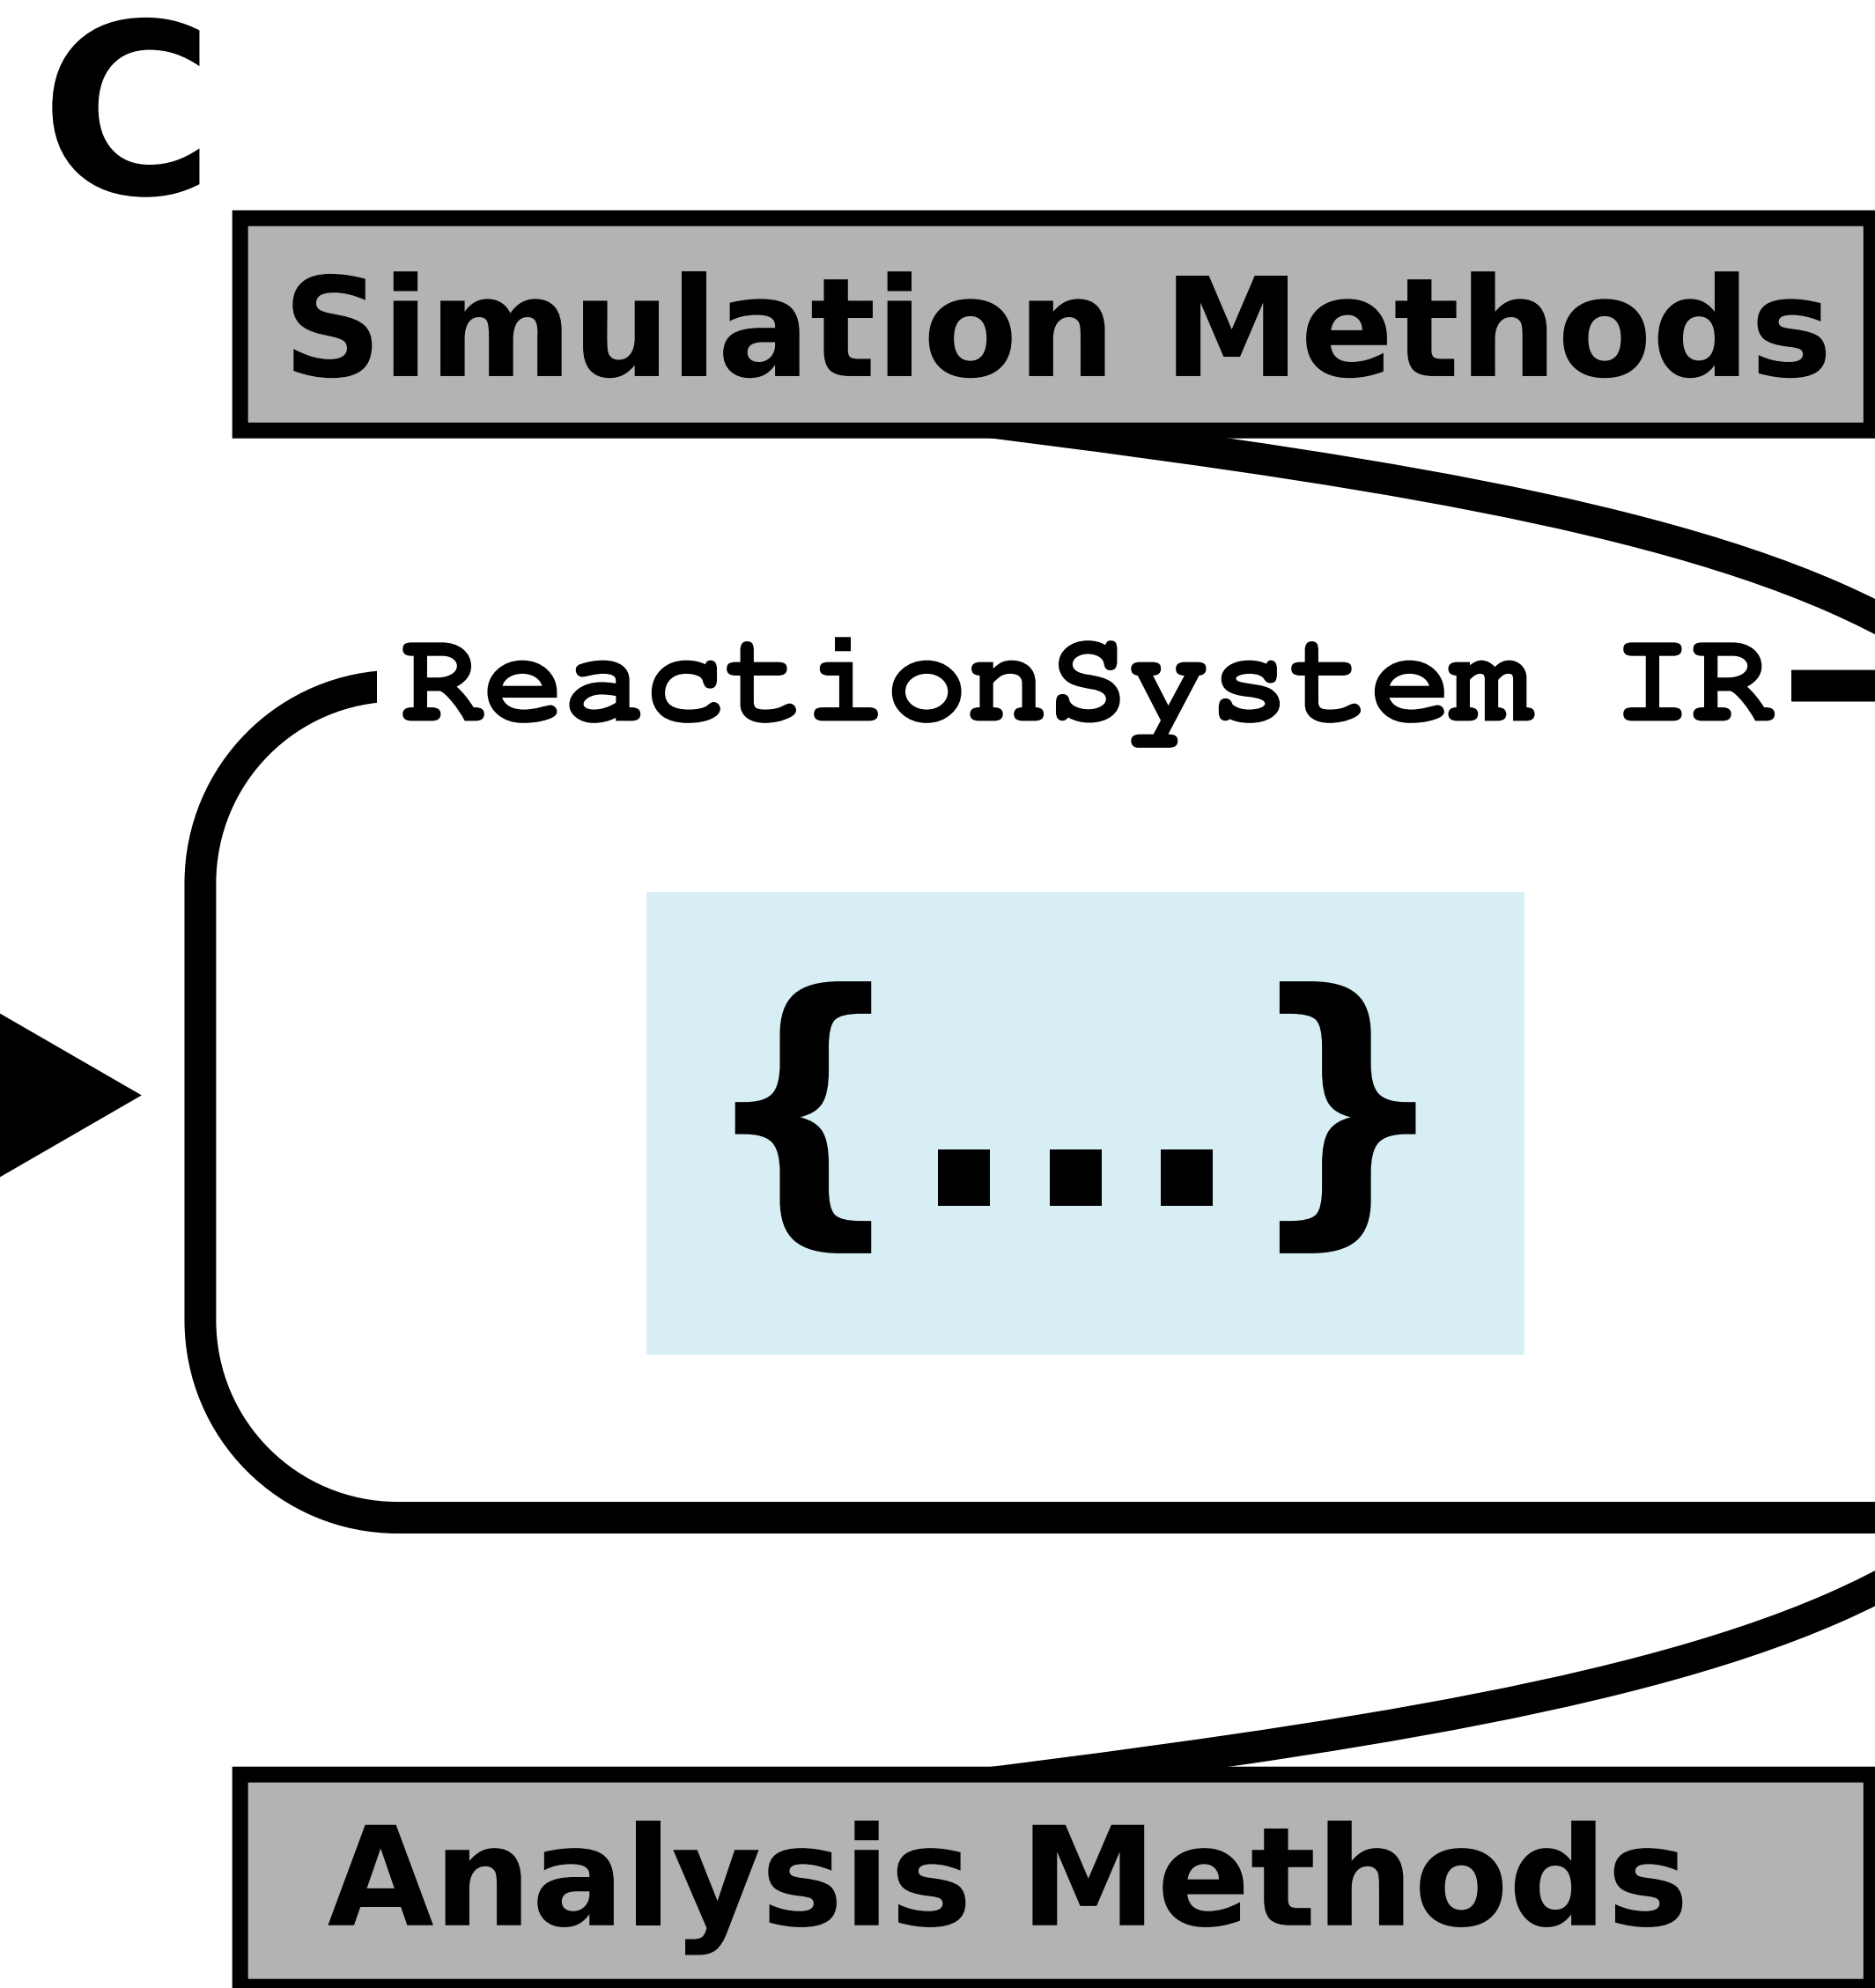 C
Simulation Methods
ReactionSystem IR
{...}
Analysis Methods